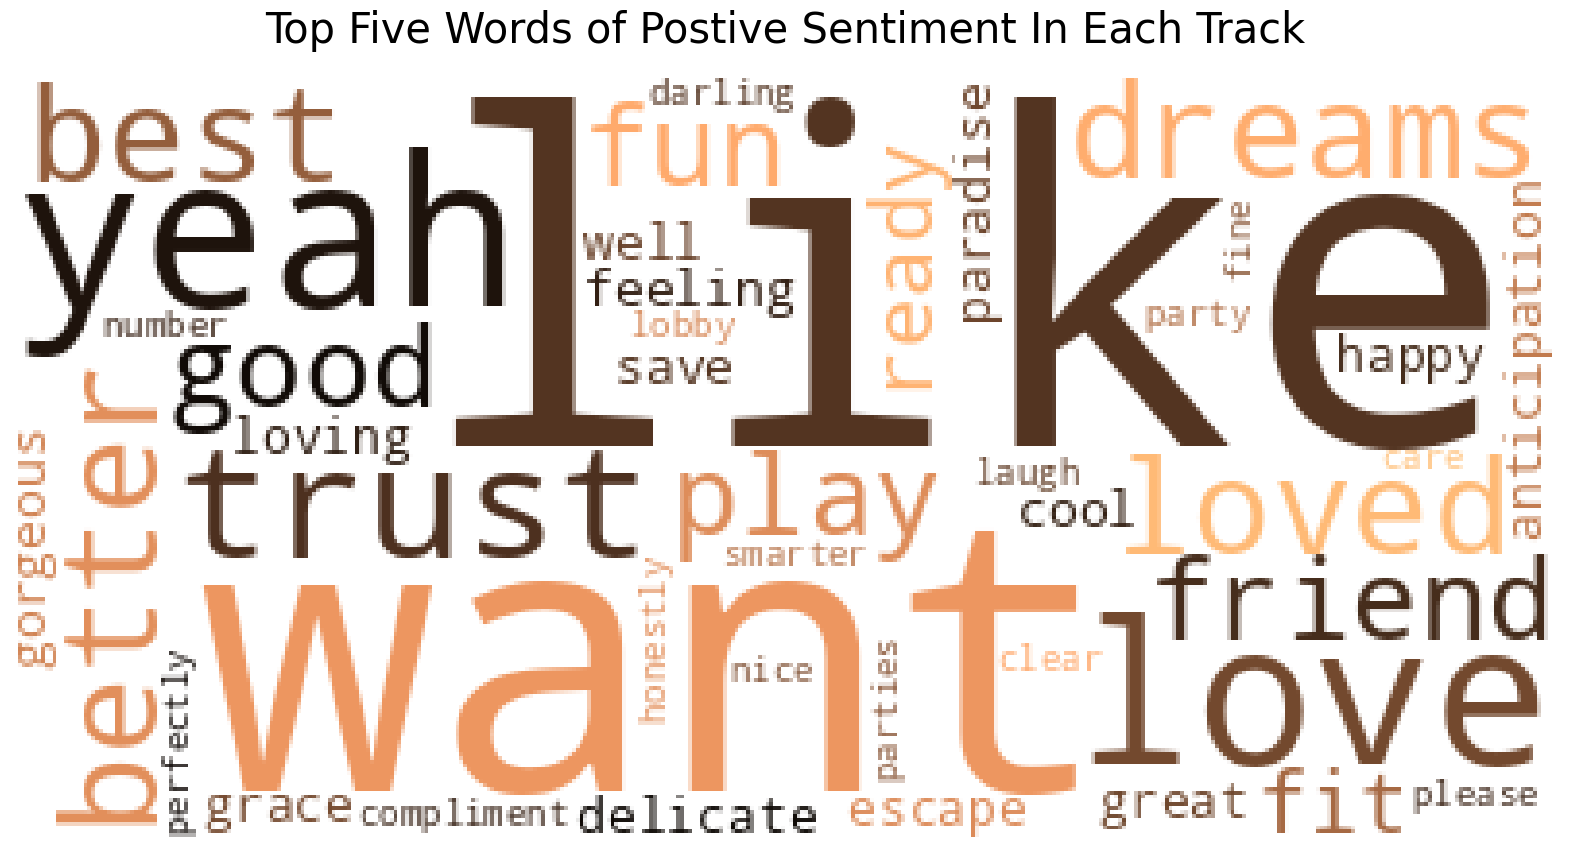 Top Five Words of Postive Sentiment In Each Track
best
yeah
like
fun
darling
dreams
ready
paradise
fine
well
feeling
lobby
save
number
good
loving
party
happy
anticipation
better
gorgeous
trust
play
laugh
cool
care
loved
smarter
want
honestly
nice
parties
clear
friend
love
perfectly
grace
compliment
delicate
escape
great
fit
please